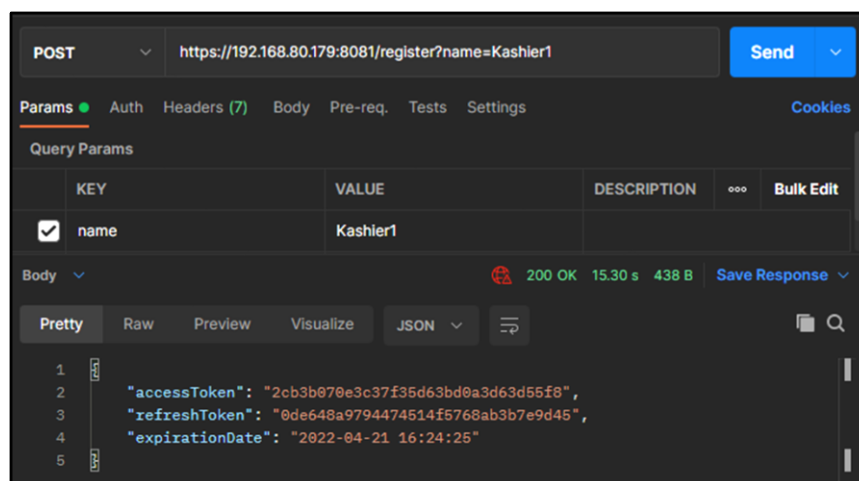 POST https://192.168.80.179:8081/register?name=Kashier1 Send
Params Auth Headers (7) Body Pre-req. Tests Settings Cookies
Query Params
KEY VALUE DESCRIPTION ooo Bulk Edit
name Kashier1
Body 200 OK 15.30 s 438 B Save Response
Pretty Raw Preview Visualize JSON
1 {
2 "accessToken": "2cb3b070e3c37f35d63bd0a3d63d55f8",
3 "refreshToken": "0de648a9794474514f5768ab3b7e9d45",
4 "expirationDate": "2022-04-21 16:24:25"
5 }